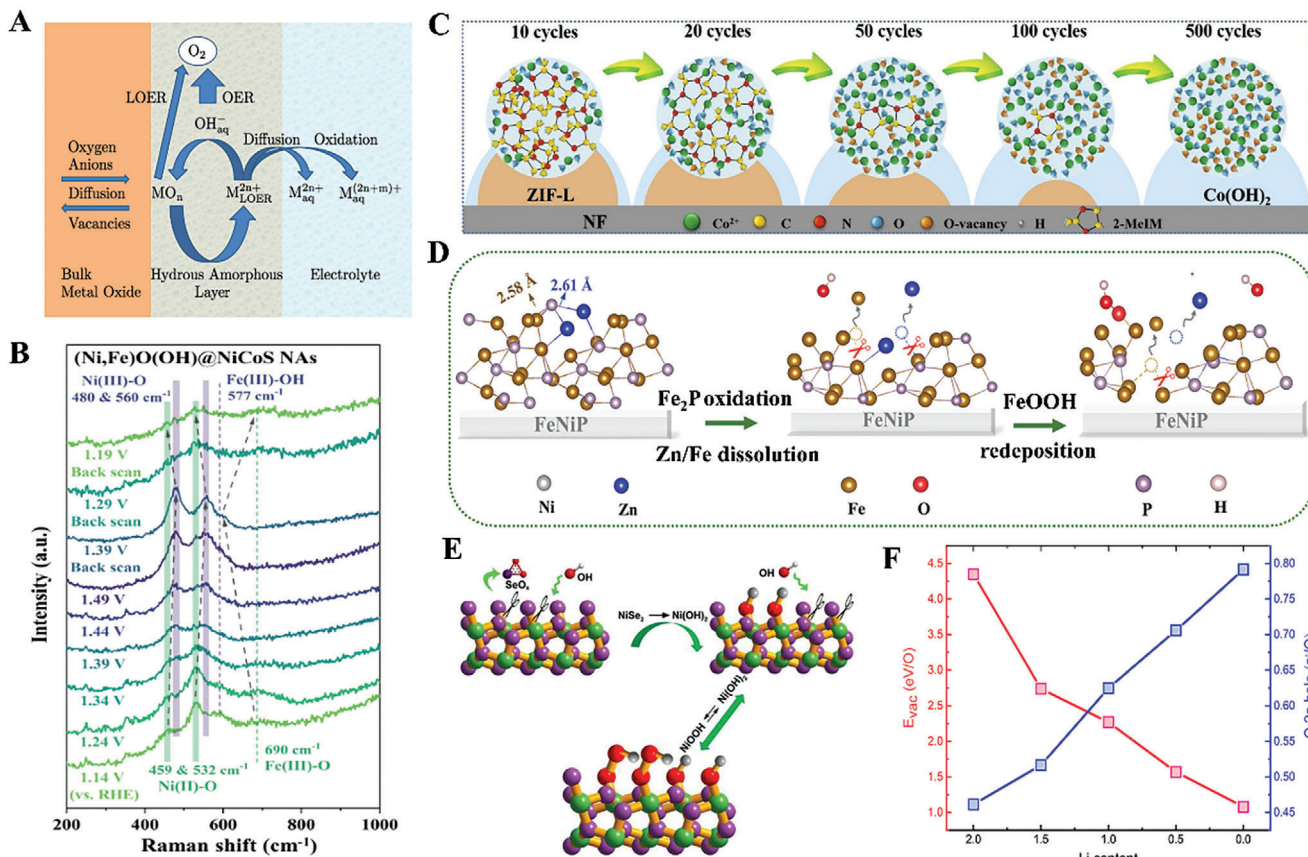 A
O₂
LOER
OER
OH⁻aq
Diffusion
Oxidation
Oxygen
Anions
Diffusion
Vacancies
MOₙ
M²ⁿ⁺LOER
M²ⁿ⁺aq
M⁽²ⁿ⁺ᵐ⁾⁺aq
Bulk
Metal Oxide
Hydrous Amorphous
Layer
Electrolyte
B
(Ni,Fe)O(OH)@NiCoS NAs
Ni(III)-O
480 & 560 cm⁻¹
Fe(III)-OH
577 cm⁻¹
1.19 V
Back scan
1.29 V
Back scan
1.39 V
Back scan
1.49 V
1.44 V
1.39 V
1.34 V
1.24 V
1.14 V
(vs. RHE)
459 & 532 cm⁻¹
Ni(II)-O
690 cm⁻¹
Fe(III)-O
Intensity (a.u.)
200 400 600 800 1000
Raman shift (cm⁻¹)
C
10 cycles 20 cycles 50 cycles 100 cycles 500 cycles
ZIF-L
Co(OH)₂
NF Co²⁺ C N O O-vacancy H 2-MeIM
D
2.58 Å 2.61 Å
Fe₂P oxidation
Zn/Fe dissolution
FeOOH
redeposition
FeNiP FeNiP FeNiP
Ni Zn Fe O P H
E
SeOₓ
OH
NiSe₂ → Ni(OH)₂
OH
NiOOH ⇌ Ni(OH)₂
F
4.5
4.0
3.5
3.0
2.5
2.0
1.5
1.0
Evac (eV/O)
0.80
0.75
0.70
0.65
0.60
0.55
0.50
0.45
2.0 1.5 1.0 0.5 0.0